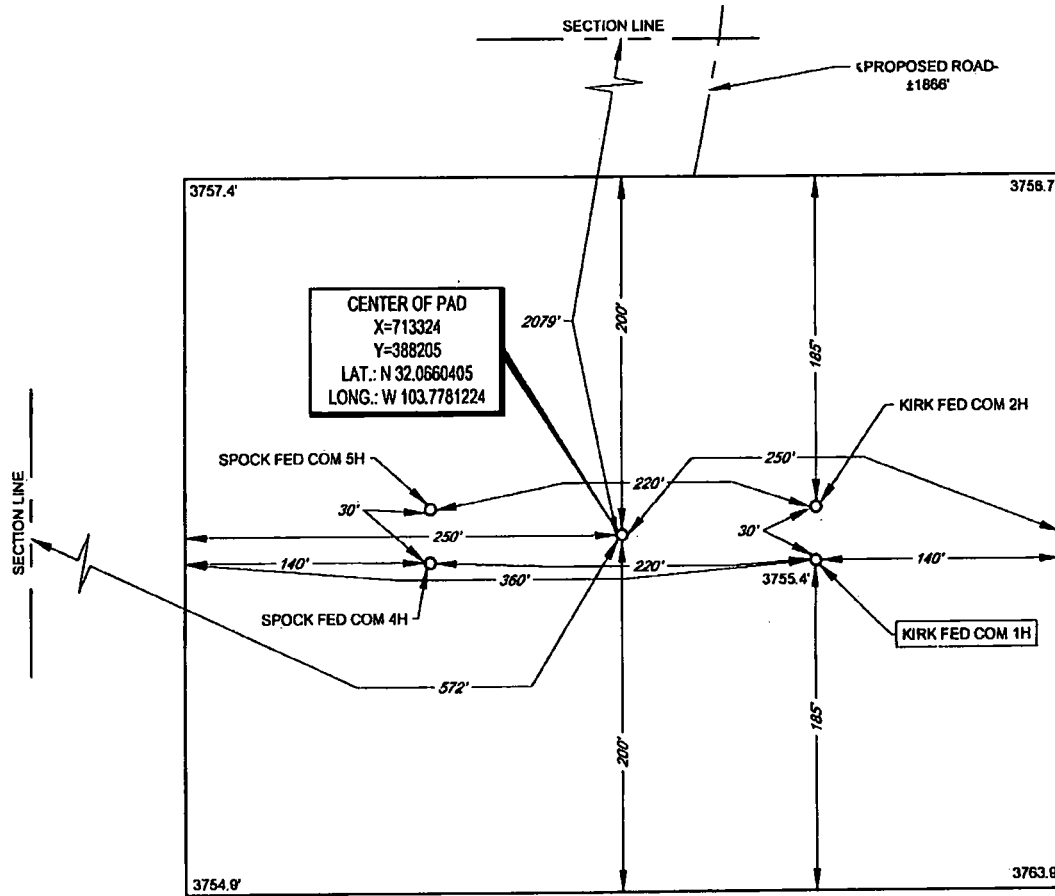 SECTION LINE
PROPOSED ROAD
±1866'
3757.4'
3756.7'
CENTER OF PAD
X=713324
Y=388205
LAT.: N 32.0660405
LONG.: W 103.7781224
2079'
200'
185'
KIRK FED COM 2H
SPOCK FED COM 5H
250'
220'
30'
30'
250'
140'
220'
140'
360'
3755.4'
SECTION LINE
SPOCK FED COM 4H
KIRK FED COM 1H
572'
200'
185'
3754.9'
3763.9'